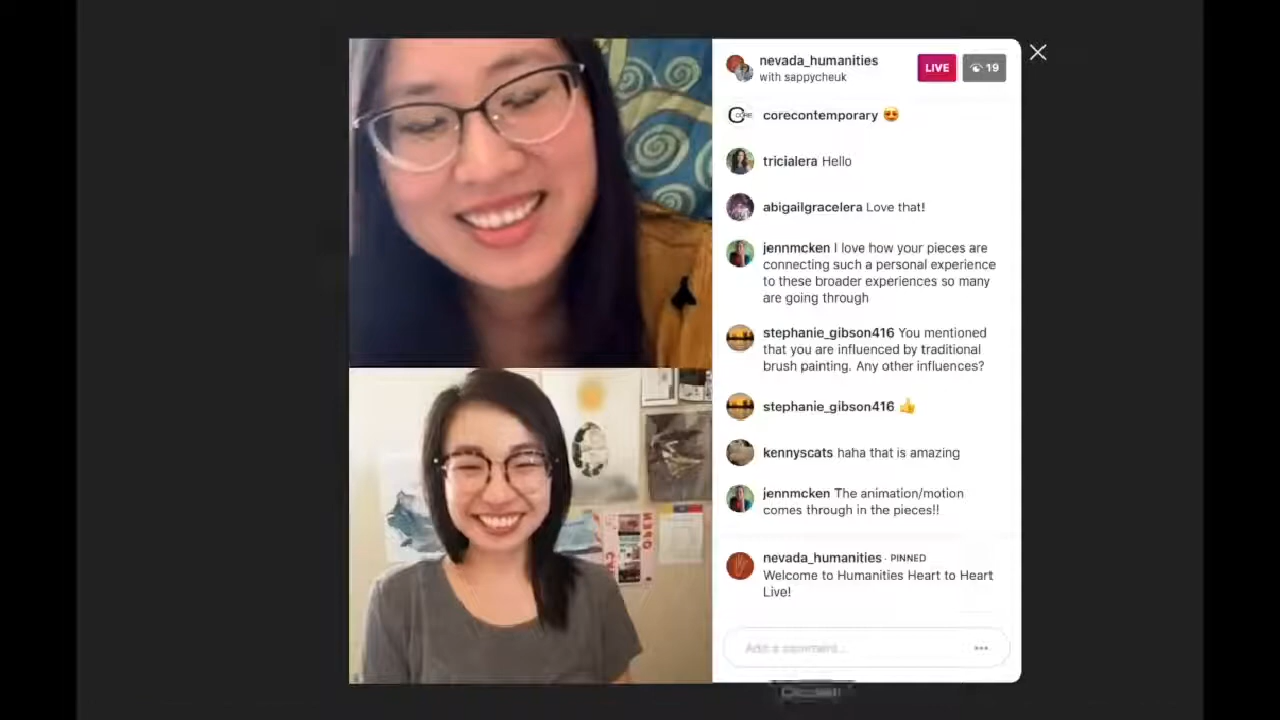 nevada_humanities
with sappycheuk
LIVE
19
CORE
corecontemporary 😍
tricialera Hello
abigailgracelera Love that!
jennmcken I love how your pieces are
connecting such a personal experience
to these broader experiences so many
are going through
stephanie_gibson416 You mentioned
that you are influenced by traditional
brush painting. Any other influences?
stephanie_gibson416 👍
kennyscats haha that is amazing
jennmcken The animation/motion
comes through in the pieces!!
nevada_humanities · PINNED
Welcome to Humanities Heart to Heart
Live!
Add a comment...